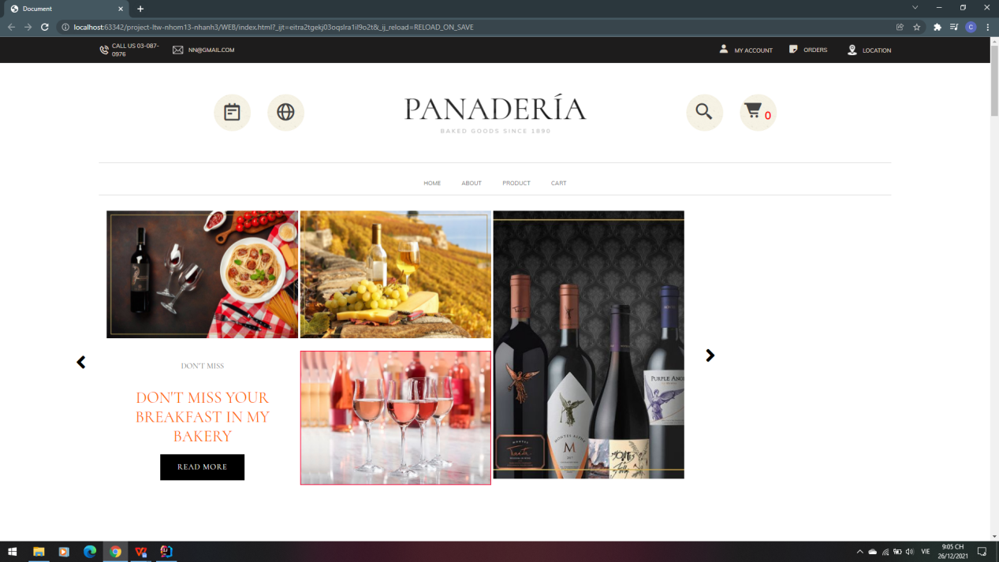 Document
localhost:63342/project-ltw-nhom13-nhanh3/WEB/index.html?_ijt=eitra2tgekj03oqslra1il9o2t&_ij_reload=RELOAD_ON_SAVE
C
CALL US 03-087-
0976
NN@GMAIL.COM
MY ACCOUNT
ORDERS
LOCATION
PANADERÍA
BAKED GOODS SINCE 1890
0
HOME
ABOUT
PRODUCT
CART
DON'T MISS
DON'T MISS YOUR
BREAKFAST IN MY
BAKERY
READ MORE
PURPLE ANG
MONTES ALPHA
M
MONTES
VIE
9:05 CH
26/12/2021